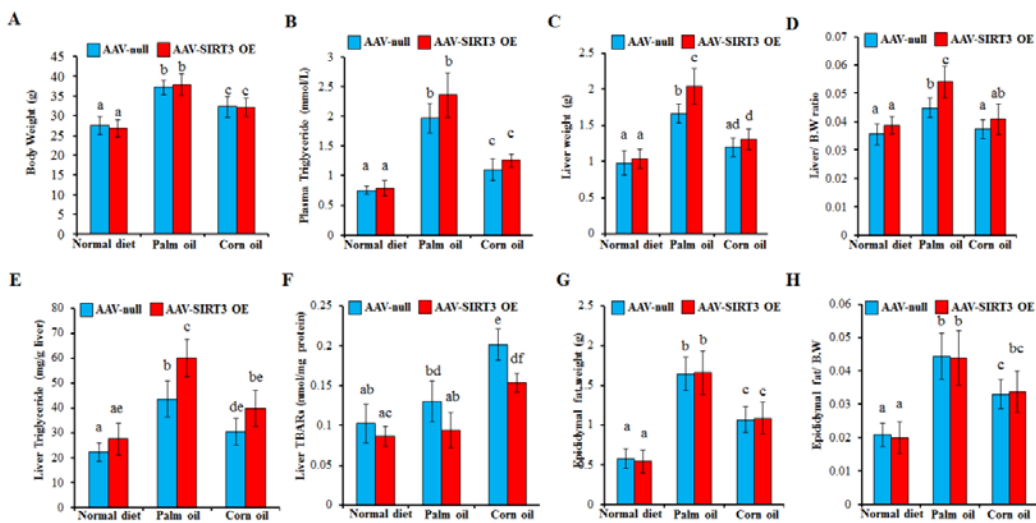 A
AAV-null AAV-SIRT3 OE
Body Weight (g)
45
40
35
30
25
20
15
10
5
0
a a b b c c
Normal diet Palm oil Corn oil
B
AAV-null AAV-SIRT3 OE
Plasma Triglyceride (mmol/L)
3
2.5
2
1.5
1
0.5
0
a a b b c c
Normal diet Palm oil Corn oil
C
AAV-null AAV-SIRT3 OE
Liver weight (g)
2.5
2
1.5
1
0.5
0
a a b c ad d
Normal diet Palm oil Corn oil
D
AAV-null AAV-SIRT3 OE
Liver/ B.W ratio
0.07
0.06
0.05
0.04
0.03
0.02
0.01
0
a a b c a ab
Normal diet Palm oil Corn oil
E
AAV-null AAV-SIRT3 OE
Liver Triglyceride (mg/g liver)
80
70
60
50
40
30
20
10
0
a ae b c de be
Normal diet Palm oil Corn oil
F
AAV-null AAV-SIRT3 OE
Liver TBARs (nmol/mg protein)
0.25
0.2
0.15
0.1
0.05
0
ab ac bd ab e df
Normal diet Palm oil Corn oil
G
AAV-null AAV-SIRT3 OE
Epididymal fat weight (g)
2.5
2
1.5
1
0.5
0
a a b b c c
Normal diet Palm oil Corn oil
H
AAV-null AAV-SIRT3 OE
Epididymal fat/ B.W
0.06
0.05
0.04
0.03
0.02
0.01
0
a a b b c bc
Normal diet Palm oil Corn oil